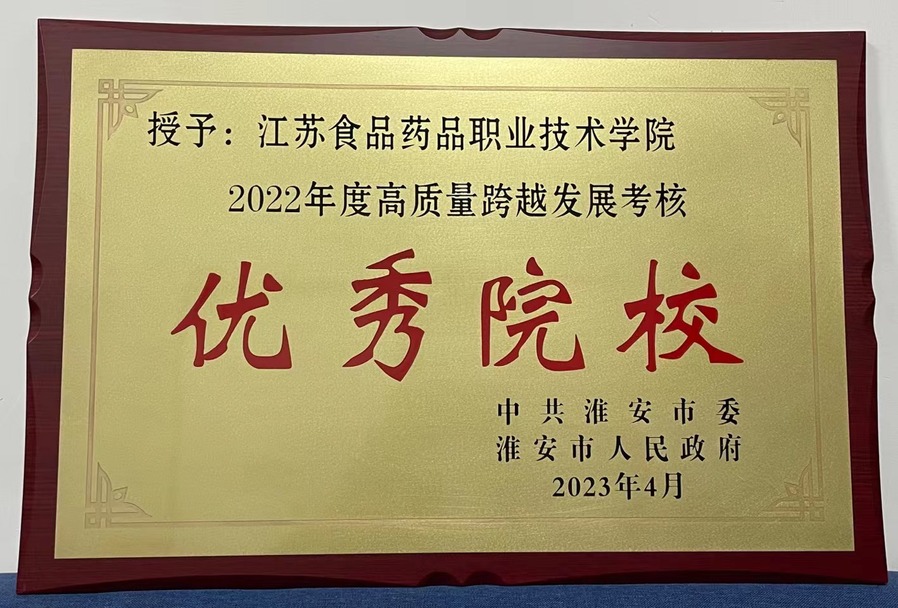 授予：江苏食品药品职业技术学院
2022年度高质量跨越发展考核
优秀院校
中共淮安市委
淮安市人民政府
2023年4月